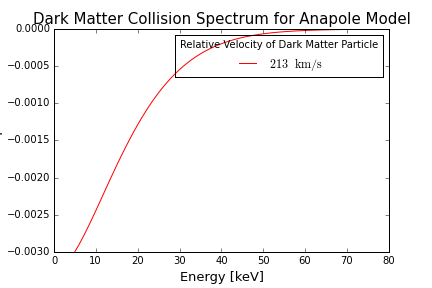 Dark Matter Collision Spectrum for Anapole Model
0.0000
−0.0005
−0.0010
−0.0015
−0.0020
−0.0025
−0.0030
Relative Velocity of Dark Matter Particle
213 km/s
0 10 20 30 40 50 60 70 80
Energy [keV]